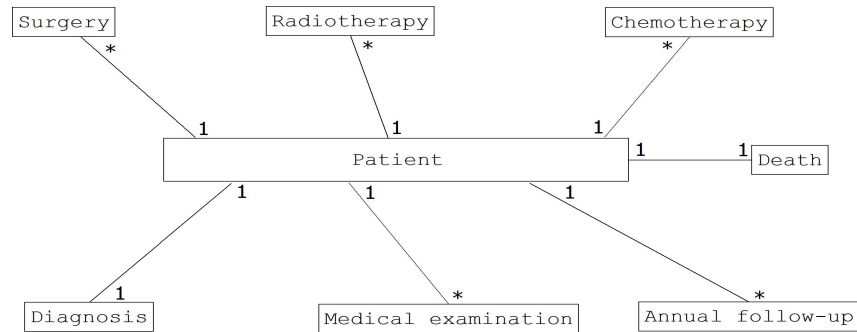 Surgery
Radiotherapy
Chemotherapy
*
*
*
1
1
1
Patient
1
1
Death
1
1
1
1
*
*
Diagnosis
Medical examination
Annual follow-up